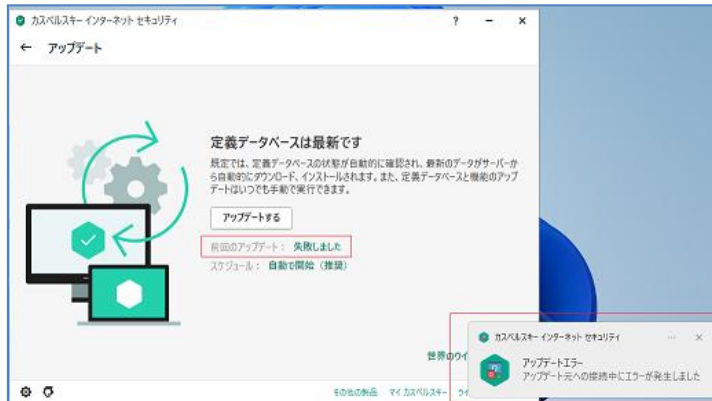 カスペルスキー インターネット セキュリティ
アップデート
定義データベースは最新です
既定では、定義データベースの状態が自動的に確認され、最新のデータがサーバーか
ら自動的にダウンロード、インストールされます。また、定義データベースと機能のアップ
デートはいつでも手動で実行できます。
アップデートする
前回のアップデート： 失敗しました
スケジュール： 自動で開始（推奨）
世界のウイ
その他の製品 マイ カスペルスキー ライ
カスペルスキー インターネット セキュリティ
アップデートエラー
アップデート元への接続中にエラーが発生しました